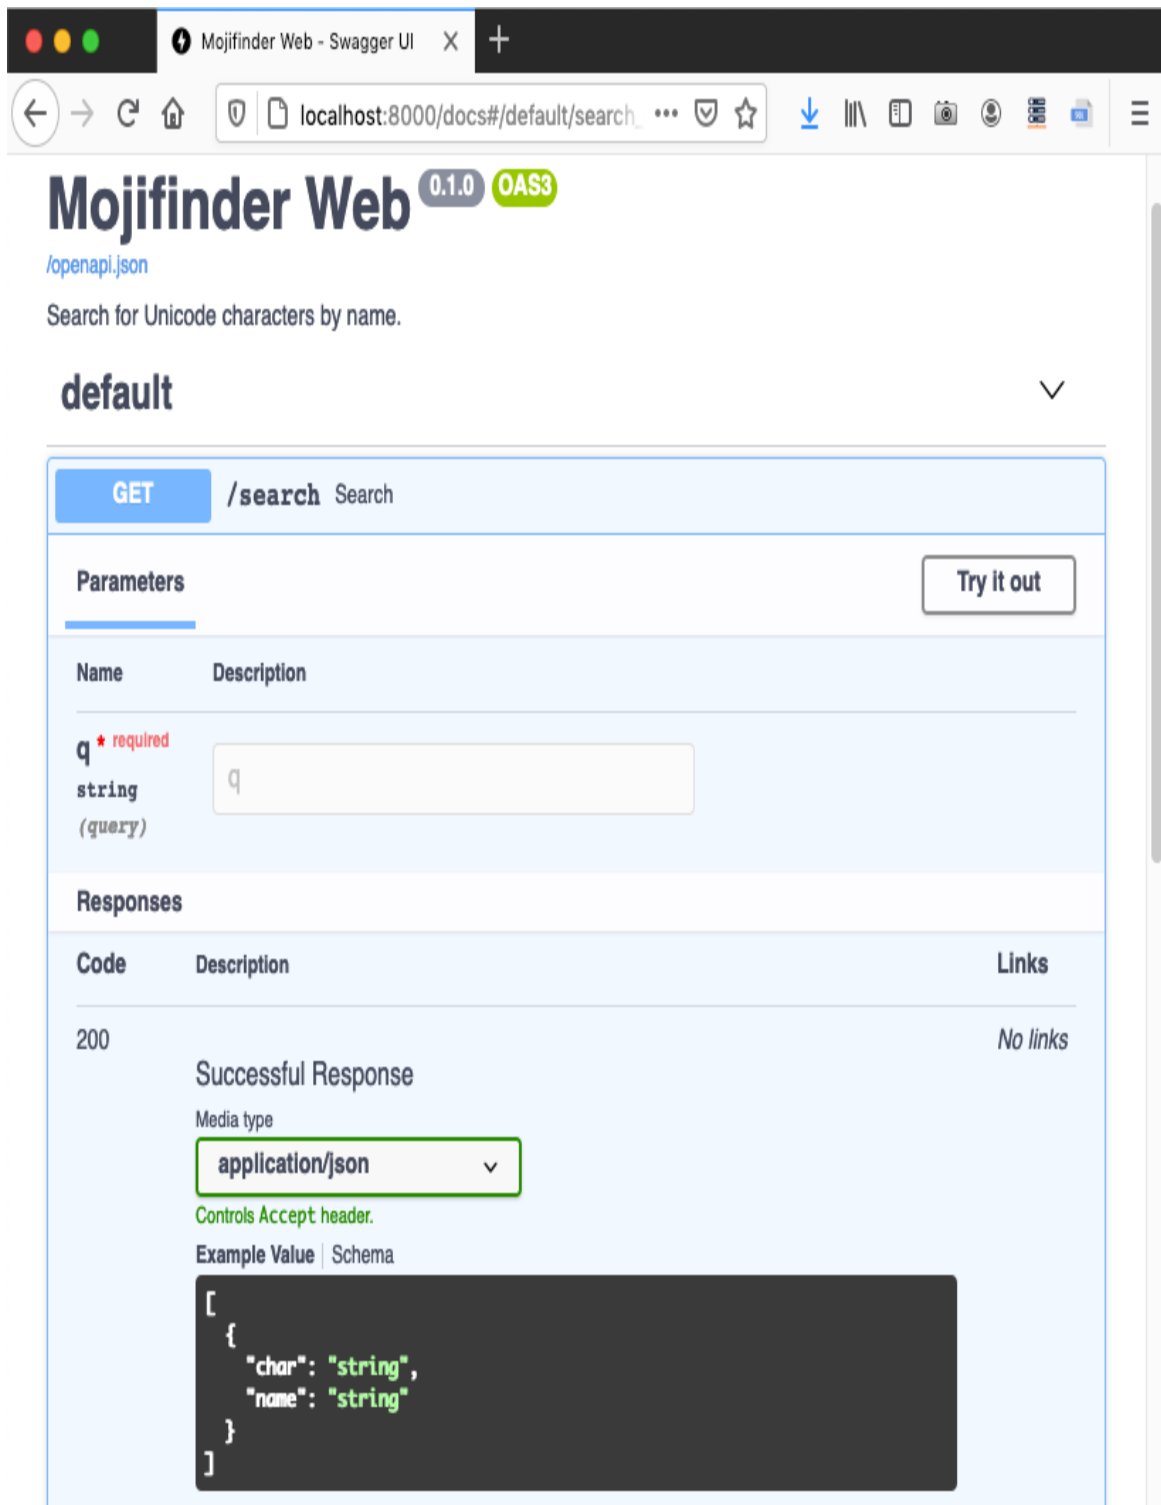 Mojifinder Web - Swagger UI
localhost:8000/docs#/default/search_
Mojifinder Web 0.1.0 OAS3
/openapi.json
Search for Unicode characters by name.
default
GET /search Search
Parameters Try it out
Name Description
q * required
q
string
(query)
Responses
Code Description Links
200 No links
Successful Response
Media type
application/json
Controls Accept header.
Example Value | Schema
[
{
"char": "string",
"name": "string"
}
]